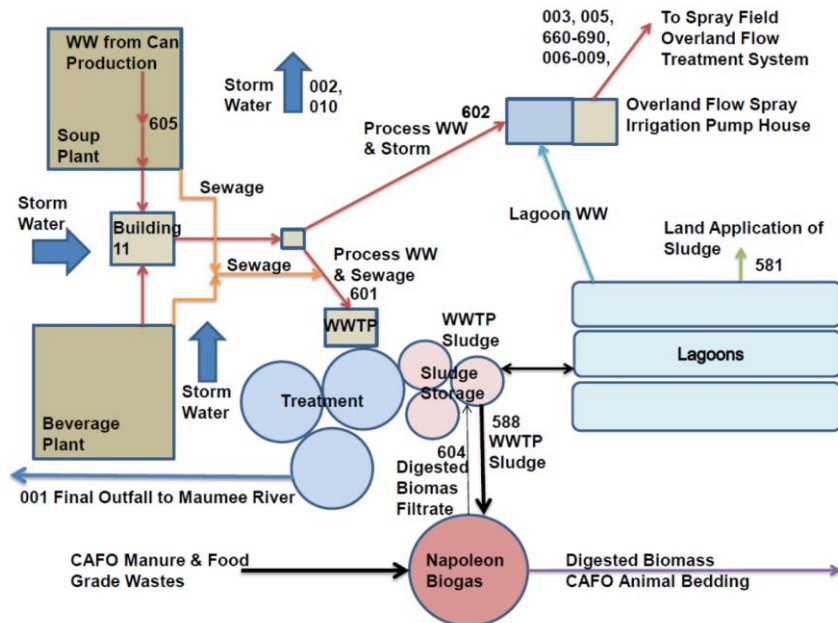 WW from Can
Production
605
Soup
Plant
Storm
Water
002,
010
003, 005,
660-690,
006-009,
To Spray Field
Overland Flow
Treatment System
602
Overland Flow Spray
Irrigation Pump House
Process WW
& Storm
Sewage
Storm
Water
Building
11
Lagoon WW
Land Application of
Sludge
581
Sewage
Process WW
& Sewage
601
WWTP
WWTP
Sludge
Lagoons
Sludge
Storage
Treatment
Storm
Water
Beverage
Plant
588
WWTP
Sludge
604
Digested
Biomas
Filtrate
001 Final Outfall to Maumee River
CAFO Manure & Food
Grade Wastes
Napoleon
Biogas
Digested Biomass
CAFO Animal Bedding